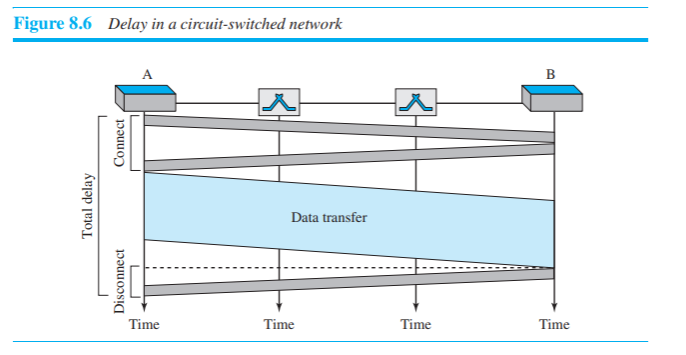 Figure 8.6 Delay in a circuit-switched network
A
B
Connect
Total delay
Data transfer
Disconnect
Time
Time
Time
Time